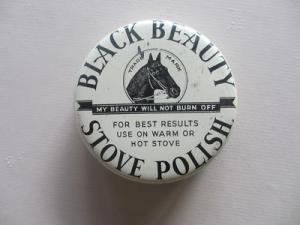 BLACK BEAUTY
TRADE MARK
MY BEAUTY WILL NOT BURN OFF
FOR BEST RESULTS
USE ON WARM OR
HOT STOVE
STOVE POLISH